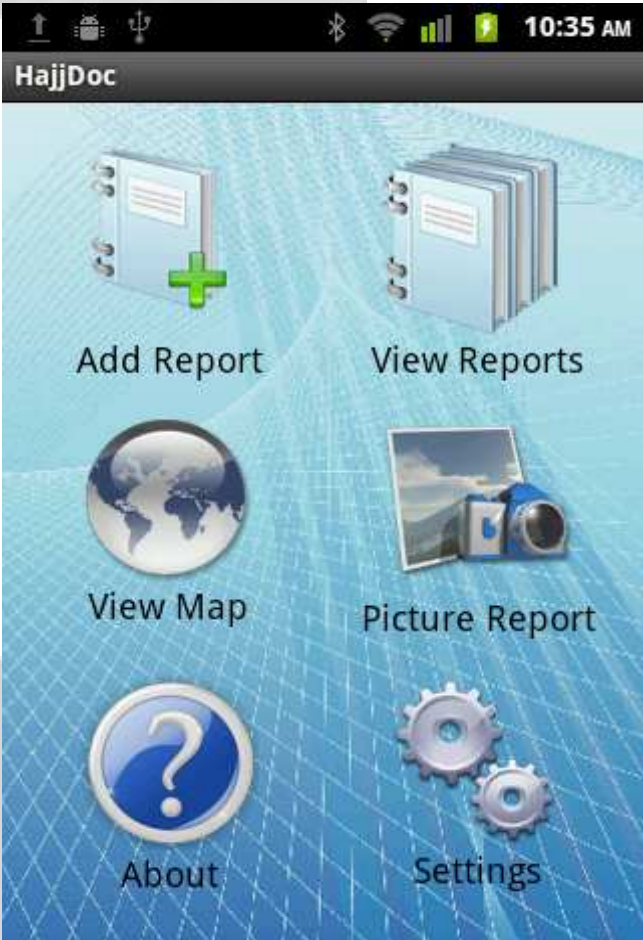 10:35 AM
HajjDoc
Add Report
View Reports
View Map
Picture Report
About
Settings